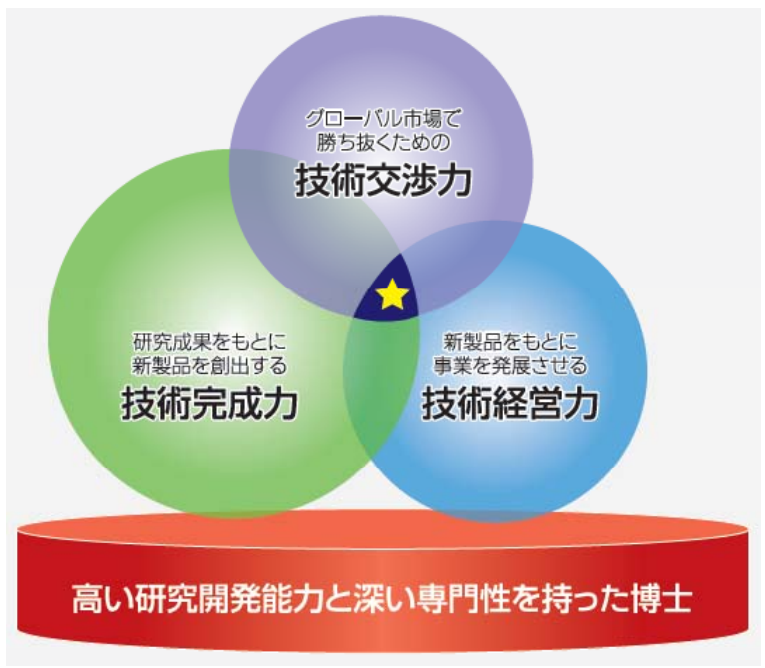 グローバル市場で
勝ち抜くための
技術交渉力
研究成果をもとに
新製品を創出する
技術完成力
新製品をもとに
事業を発展させる
技術経営力
高い研究開発能力と深い専門性を持った博士